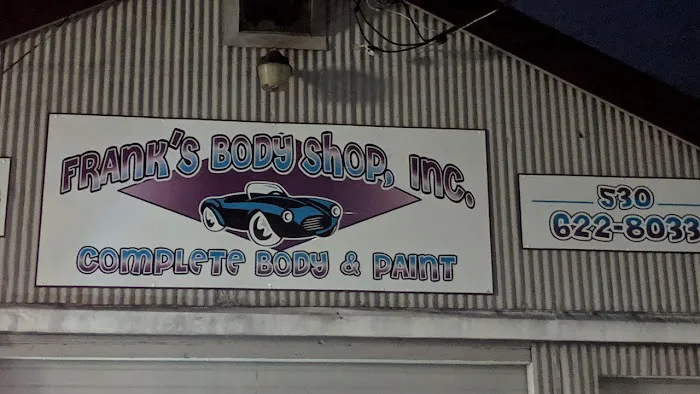 FRANK'S BODY SHOP, INC.
COMPLETE BODY & PAINT
530
622-8033